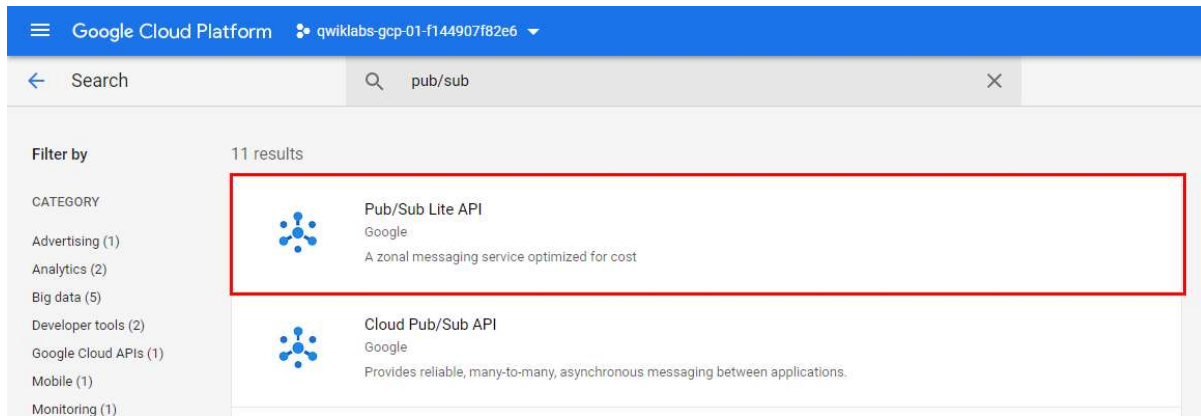 Google Cloud Platform qwiklabs-gcp-01-f144907f82e6
Search pub/sub
Filter by
11 results
CATEGORY
Advertising (1)
Analytics (2)
Big data (5)
Developer tools (2)
Google Cloud APIs (1)
Mobile (1)
Monitoring (1)
Pub/Sub Lite API
Google
A zonal messaging service optimized for cost
Cloud Pub/Sub API
Google
Provides reliable, many-to-many, asynchronous messaging between applications.